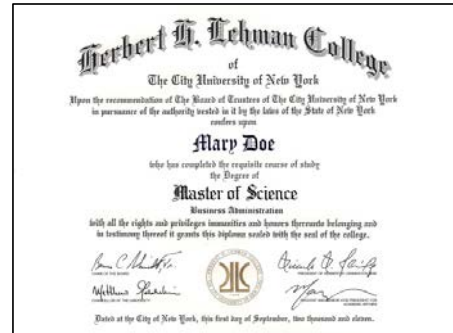 Herbert H. Lehman College
of
The City University of New York
Upon the recommendation of The Board of Trustees of The City University of New York
in pursuance of the authority vested in it by the laws of the State of New York
confers upon
Mary Doe
who has completed the requisite course of study
the Degree of
Master of Science
Business Administration
with all the rights and privileges immunities and honors thereunto belonging and
in testimony thereof it grants this diploma sealed with the seal of the college.
Dated at the City of New York, this first day of September, two thousand and eleven.